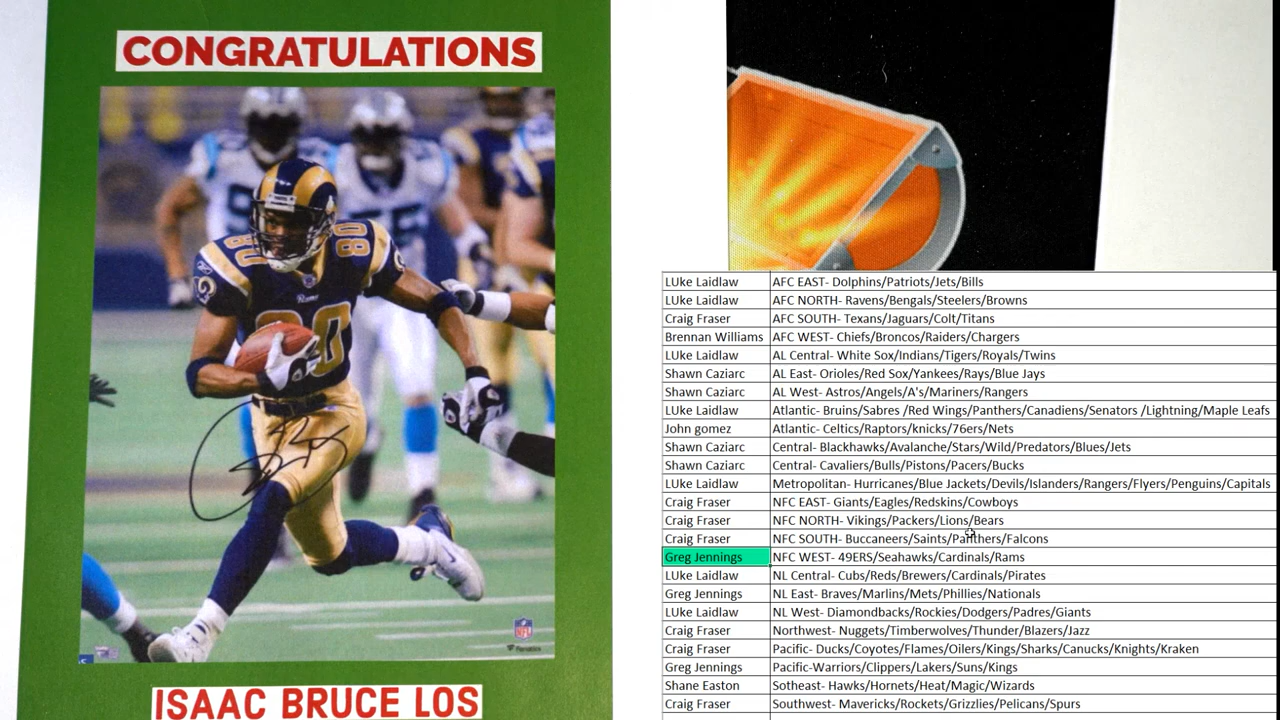 CONGRATULATIONS
80
80
Rams
80
NFL
Fanatics
ISAAC BRUCE LOS
LUke Laidlaw AFC EAST- Dolphins/Patriots/Jets/Bills
LUke Laidlaw AFC NORTH- Ravens/Bengals/Steelers/Browns
Craig Fraser AFC SOUTH- Texans/Jaguars/Colt/Titans
Brennan Williams AFC WEST- Chiefs/Broncos/Raiders/Chargers
LUke Laidlaw AL Central- White Sox/Indians/Tigers/Royals/Twins
Shawn Caziarc AL East- Orioles/Red Sox/Yankees/Rays/Blue Jays
Shawn Caziarc AL West- Astros/Angels/A's/Mariners/Rangers
LUke Laidlaw Atlantic- Bruins/Sabres /Red Wings/Panthers/Canadiens/Senators /Lightning/Maple Leafs
John gomez Atlantic- Celtics/Raptors/knicks/76ers/Nets
Shawn Caziarc Central- Blackhawks/Avalanche/Stars/Wild/Predators/Blues/Jets
Shawn Caziarc Central- Cavaliers/Bulls/Pistons/Pacers/Bucks
LUke Laidlaw Metropolitan- Hurricanes/Blue Jackets/Devils/Islanders/Rangers/Flyers/Penguins/Capitals
Craig Fraser NFC EAST- Giants/Eagles/Redskins/Cowboys
Craig Fraser NFC NORTH- Vikings/Packers/Lions/Bears
Craig Fraser NFC SOUTH- Buccaneers/Saints/Panthers/Falcons
Greg Jennings NFC WEST- 49ERS/Seahawks/Cardinals/Rams
LUke Laidlaw NL Central- Cubs/Reds/Brewers/Cardinals/Pirates
Greg Jennings NL East- Braves/Marlins/Mets/Phillies/Nationals
LUke Laidlaw NL West- Diamondbacks/Rockies/Dodgers/Padres/Giants
Craig Fraser Northwest- Nuggets/Timberwolves/Thunder/Blazers/Jazz
Craig Fraser Pacific- Ducks/Coyotes/Flames/Oilers/Kings/Sharks/Canucks/Knights/Kraken
Greg Jennings Pacific-Warriors/Clippers/Lakers/Suns/Kings
Shane Easton Sotheast- Hawks/Hornets/Heat/Magic/Wizards
Craig Fraser Southwest- Mavericks/Rockets/Grizzlies/Pelicans/Spurs